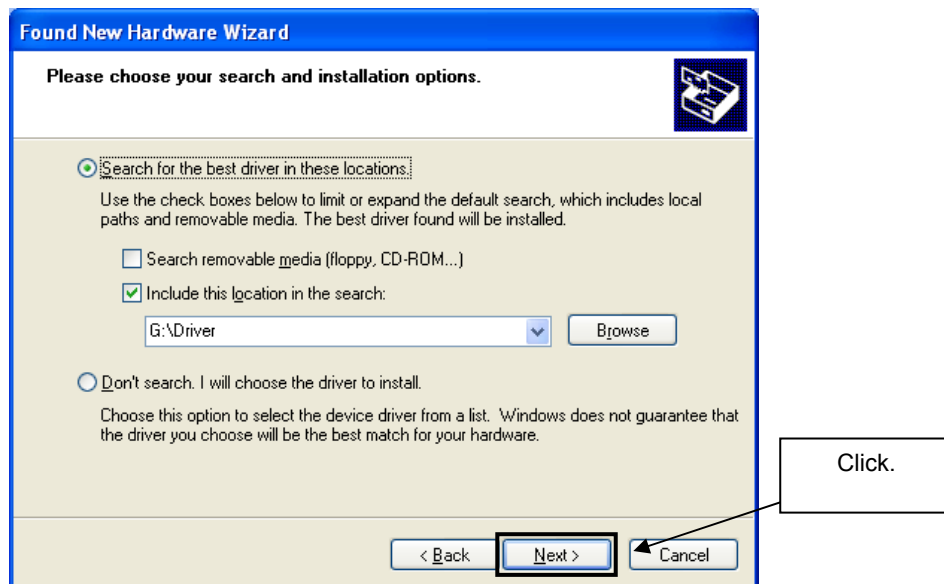 Found New Hardware Wizard
Please choose your search and installation options.
Search for the best driver in these locations.
Use the check boxes below to limit or expand the default search, which includes local
paths and removable media. The best driver found will be installed.
Search removable media (floppy, CD-ROM...)
Include this location in the search:
G:\Driver
Browse
Don't search. I will choose the driver to install.
Choose this option to select the device driver from a list. Windows does not guarantee that
the driver you choose will be the best match for your hardware.
Click.
< Back Next > Cancel